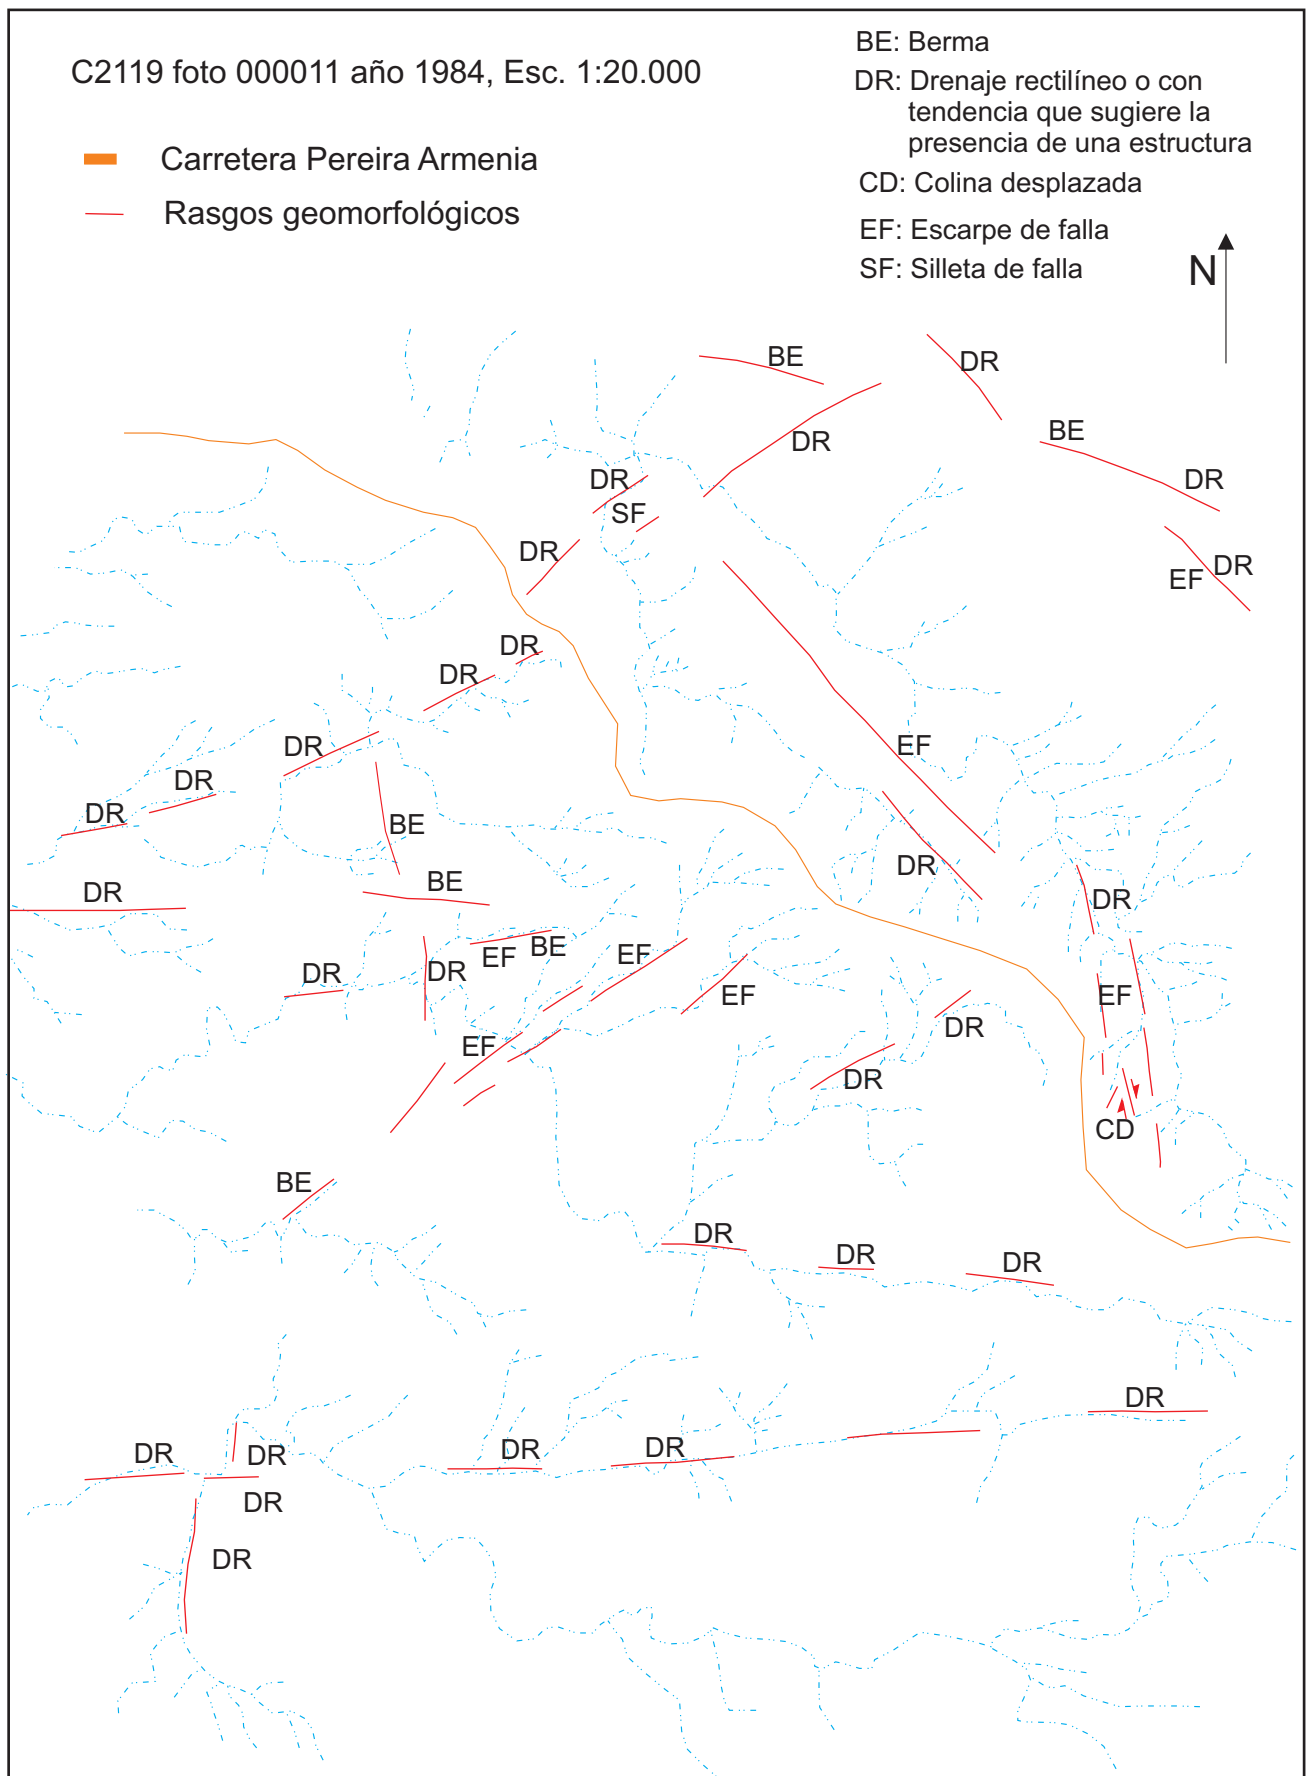 C2119 foto 000011 año 1984, Esc. 1:20.000
Carretera Pereira Armenia
Rasgos geomorfológicos
BE: Berma
DR: Drenaje rectilíneo o con
tendencia que sugiere la
presencia de una estructura
CD: Colina desplazada
EF: Escarpe de falla
SF: Silleta de falla
N
BE
DR
DR
BE
DR
DR
SF
DR
DR
EF
DR
DR
EF
DR
DR
DR
BE
DR
BE
DR
DR
EF
BE
EF
DR
DR
EF
EF
DR
EF
DR
CD
BE
DR
DR
DR
DR
DR
DR
DR
DR
DR
DR